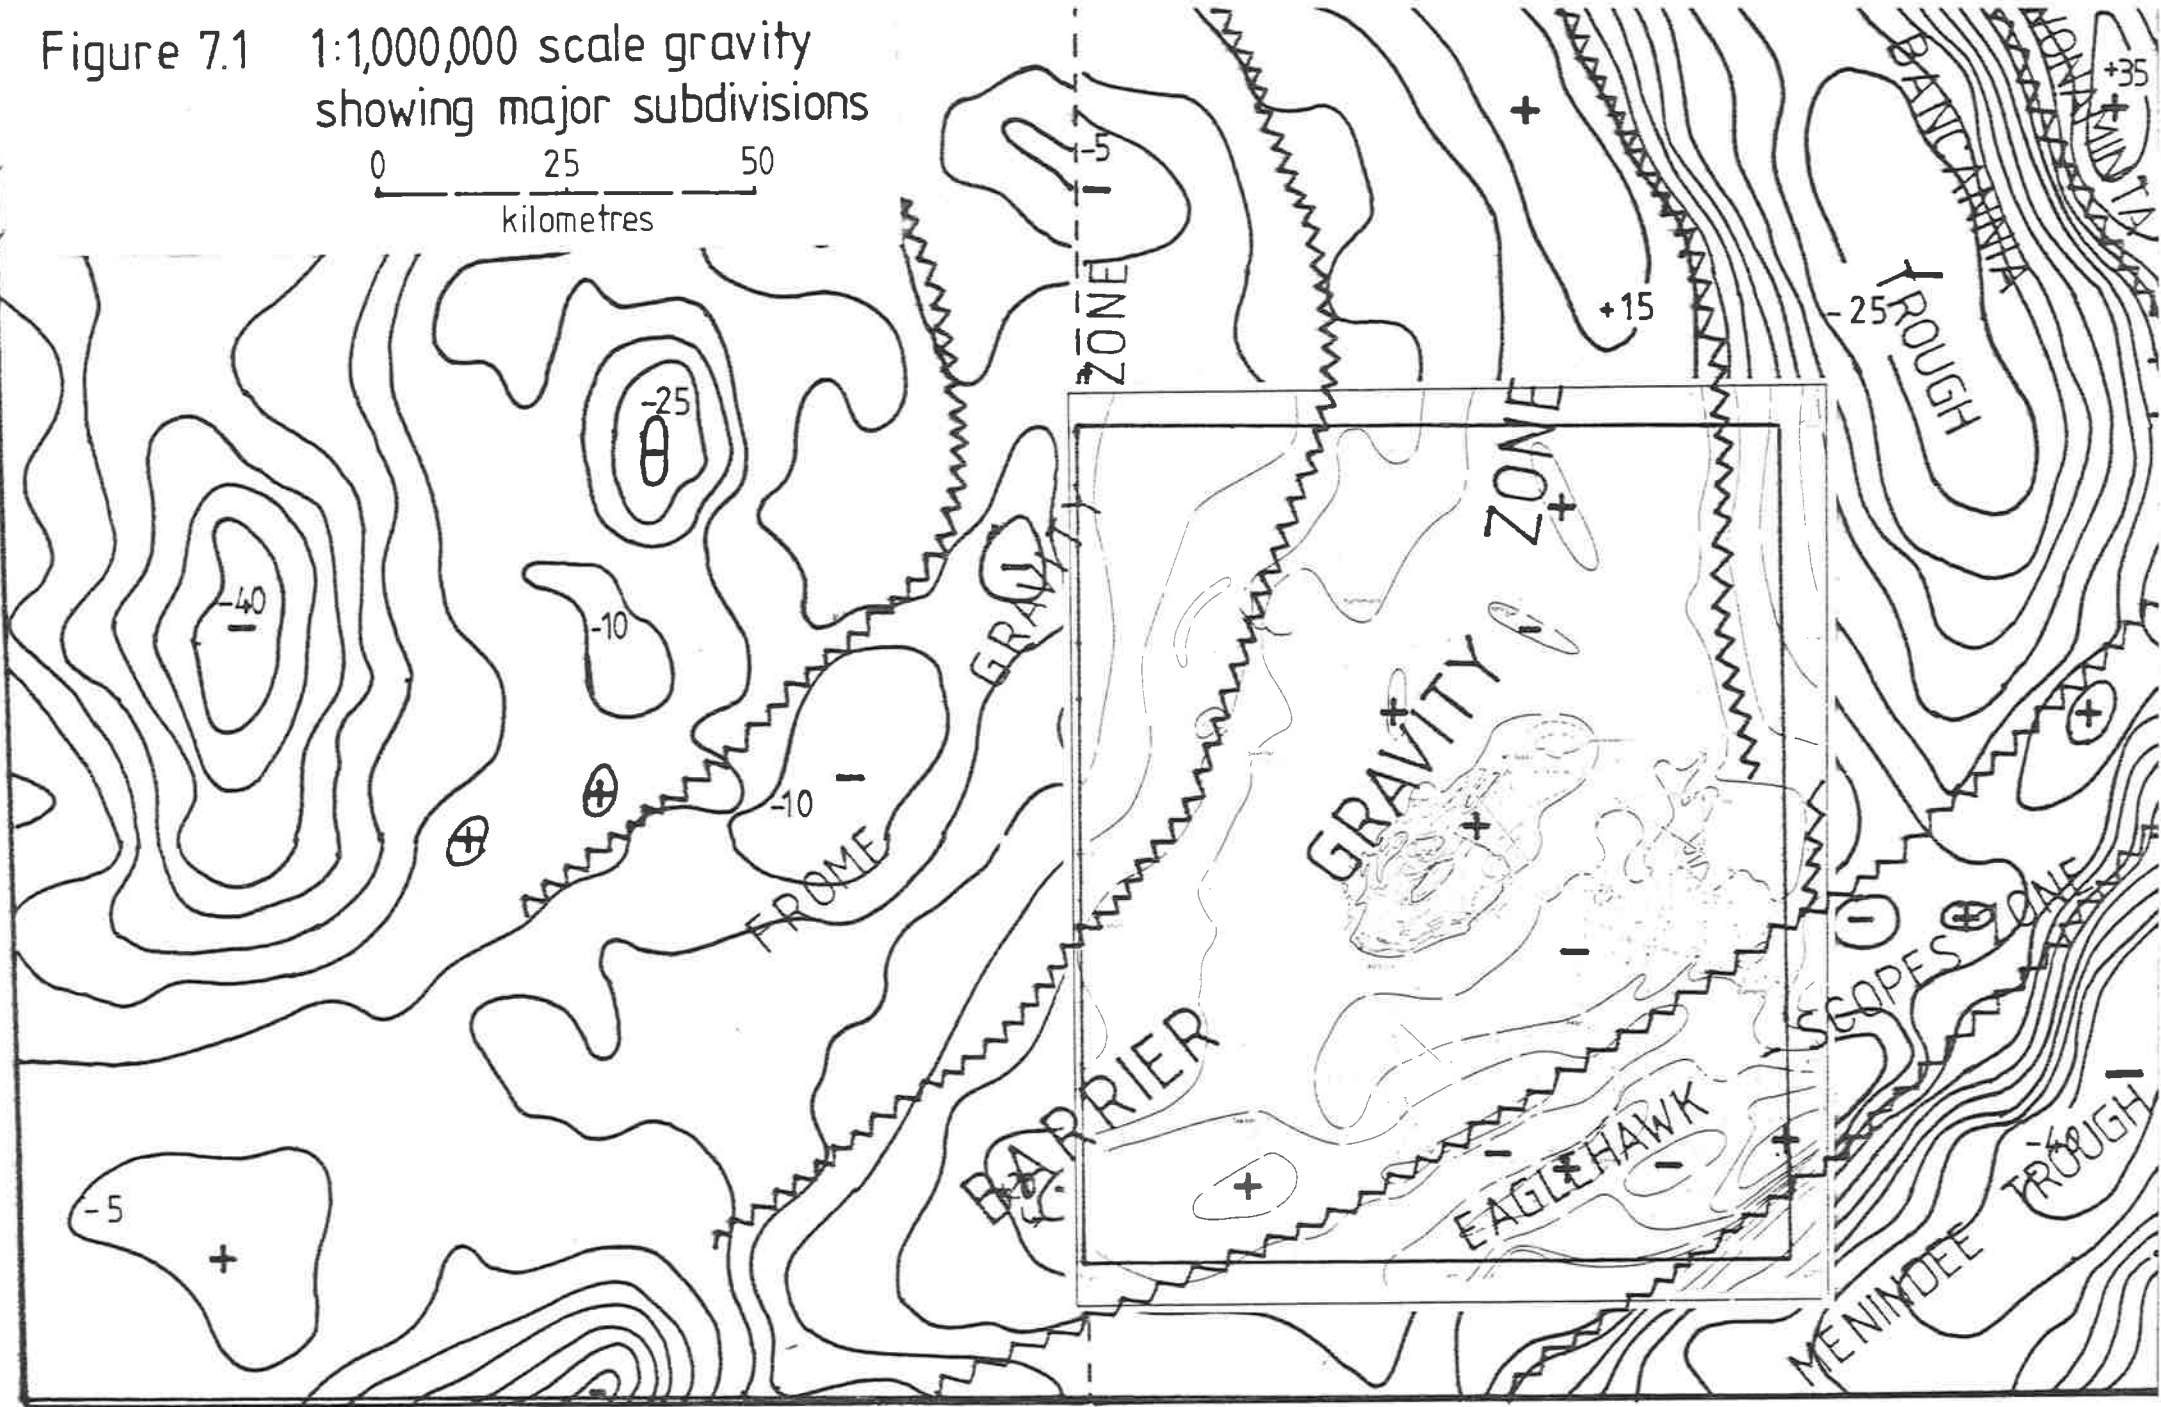 Figure 7.1 1:1,000,000 scale gravity
showing major subdivisions
0 25 50
kilometres
-5
+
+15
BANCANNIA
TROUGH
-25
+35
+
ZONE
-25
-40
-10
-10
GRAVITY
FROME
ZONE
GRAVITY
BARRIER
EAGLEHAWK
SCOPES ZONE
-40
TROUGH
MENINDEE
-5
+